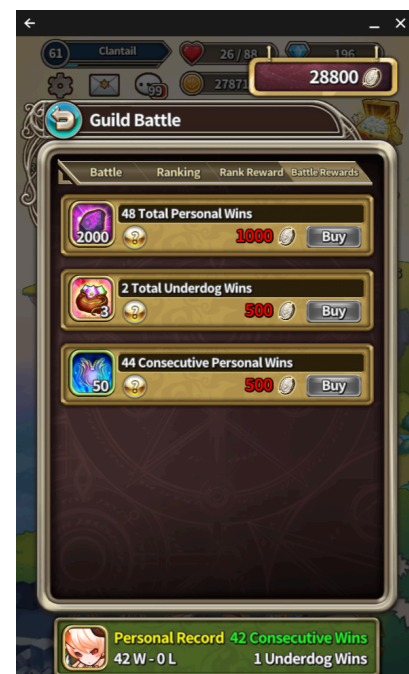 61 Clantail 26/88 196
99 27871
28800
Guild Battle
Battle Ranking Rank Reward Battle Rewards
48 Total Personal Wins
2000 1000 Buy
2 Total Underdog Wins
3 500 Buy
44 Consecutive Personal Wins
50 500 Buy
Personal Record 42 Consecutive Wins
42 W - 0 L 1 Underdog Wins